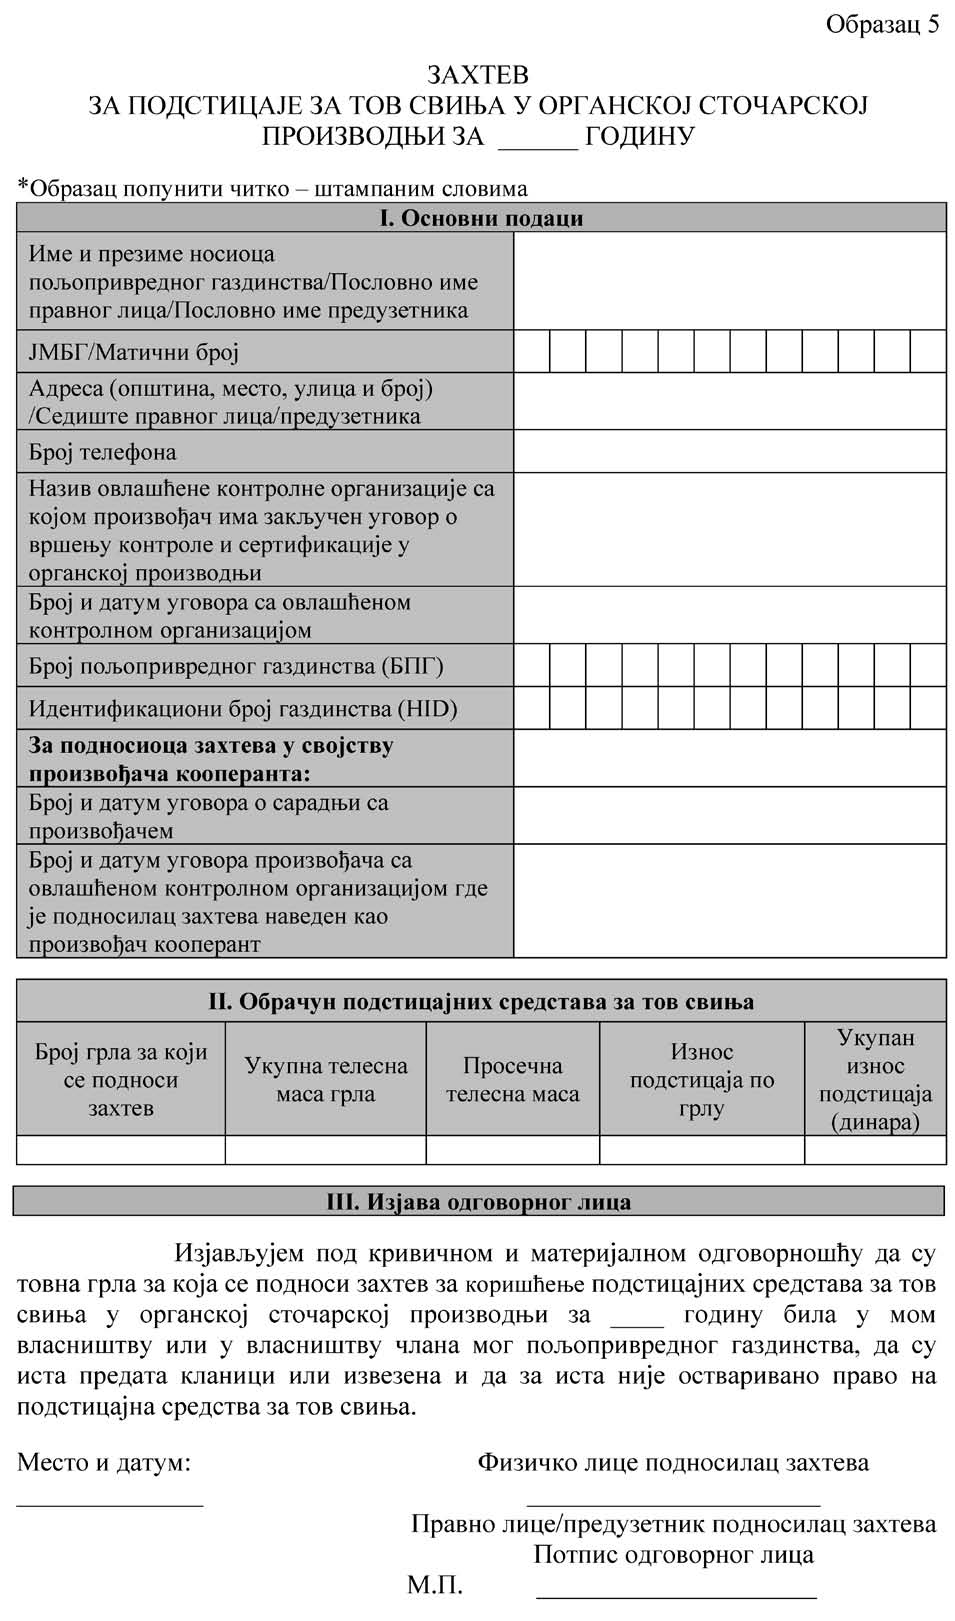 Образац 5
ЗАХТЕВ
ЗА ПОДСТИЦАЈЕ ЗА ТОВ СВИЊА У ОРГАНСКОЈ СТОЧАРСКОЈ
ПРОИЗВОДЊИ ЗА ______ ГОДИНУ
*Образац попунити читко – штампаним словима
I. Основни подаци
Име и презиме носиоца
пољопривредног газдинства/Пословно име
правног лица/Пословно име предузетника
ЈМБГ/Матични број
Адреса (општина, место, улица и број)
/Седиште правног лица/предузетника
Број телефона
Назив овлашћене контролне организације са
којом произвођач има закључен уговор о
вршењу контроле и сертификације у
органској производњи
Број и датум уговора са овлашћеном
контролном организацијом
Број пољопривредног газдинства (БПГ)
Идентификациони број газдинства (HID)
За подносиоца захтева у својству
произвођача кооперанта:
Број и датум уговора о сарадњи са
произвођачем
Број и датум уговора произвођача са
овлашћеном контролном организацијом где
је подносилац захтева наведен као
произвођач кооперант
II. Обрачун подстицајних средстава за тов свиња
Број грла за који
се подноси
захтев
Укупна телесна
маса грла
Просечна
телесна маса
Износ
подстицаја по
грлу
Укупан
износ
подстицаја
(динара)
III. Изјава одговорног лица
Изјављујем под кривичном и материјалном одговорношћу да су
товна грла за која се подноси захтев за коришћење подстицајних средстава за тов
свиња у органској сточарској производњи за ____ годину била у мом
власништву или у власништву члана мог пољопривредног газдинства, да су
иста предата кланици или извезена и да за иста није остваривано право на
подстицајна средства за тов свиња.
Место и датум: Физичко лице подносилац захтева
______________ ______________________
Правно лице/предузетник подносилац захтева
Потпис одговорног лица
М.П. _____________________